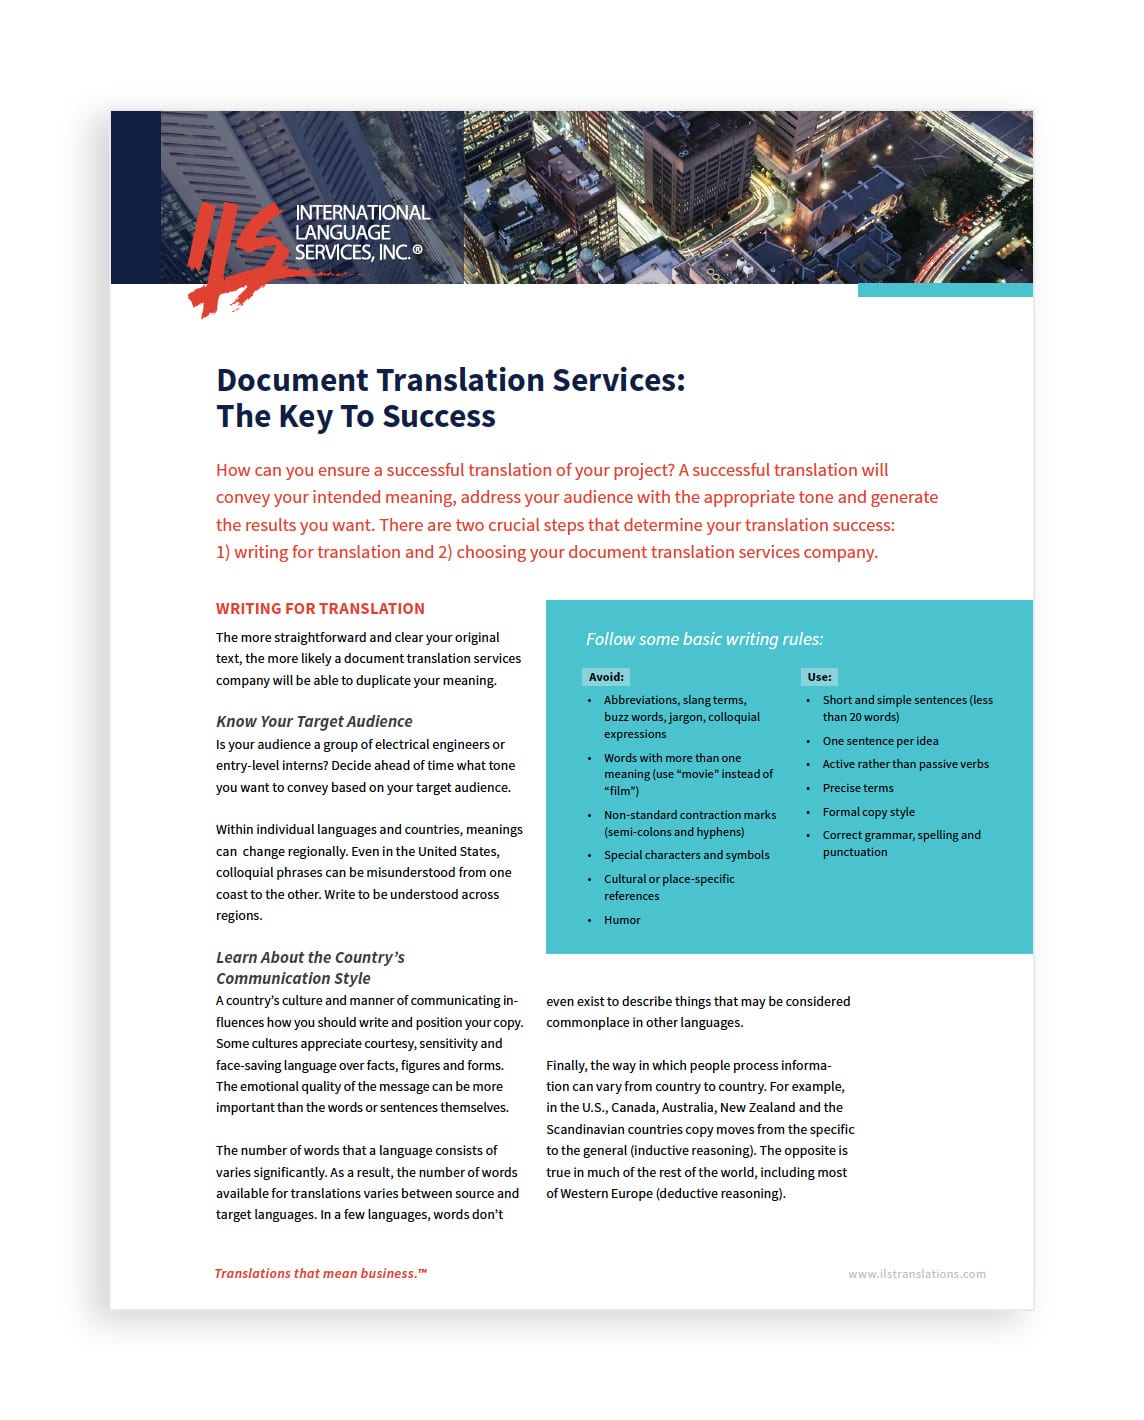 ILS
INTERNATIONAL
LANGUAGE
SERVICES, INC.®
Document Translation Services:
The Key To Success
How can you ensure a successful translation of your project? A successful translation will
convey your intended meaning, address your audience with the appropriate tone and generate
the results you want. There are two crucial steps that determine your translation success:
1) writing for translation and 2) choosing your document translation services company.
WRITING FOR TRANSLATION
The more straightforward and clear your original
text, the more likely a document translation services
company will be able to duplicate your meaning.
Know Your Target Audience
Is your audience a group of electrical engineers or
entry-level interns? Decide ahead of time what tone
you want to convey based on your target audience.
Within individual languages and countries, meanings
can  change regionally. Even in the United States,
colloquial phrases can be misunderstood from one
coast to the other. Write to be understood across
regions.
Learn About the Country’s
Communication Style
A country’s culture and manner of communicating in-
fluences how you should write and position your copy.
Some cultures appreciate courtesy, sensitivity and
face-saving language over facts, figures and forms.
The emotional quality of the message can be more
important than the words or sentences themselves.
The number of words that a language consists of
varies significantly. As a result, the number of words
available for translations varies between source and
target languages. In a few languages, words don’t
Follow some basic writing rules:
Avoid:
• Abbreviations, slang terms,
buzz words, jargon, colloquial
expressions
• Words with more than one
meaning (use “movie” instead of
“film”)
• Non-standard contraction marks
(semi-colons and hyphens)
• Special characters and symbols
• Cultural or place-specific
references
• Humor
Use:
• Short and simple sentences (less
than 20 words)
• One sentence per idea
• Active rather than passive verbs
• Precise terms
• Formal copy style
• Correct grammar, spelling and
punctuation
even exist to describe things that may be considered
commonplace in other languages.
Finally, the way in which people process informa-
tion can vary from country to country. For example,
in the U.S., Canada, Australia, New Zealand and the
Scandinavian countries copy moves from the specific
to the general (inductive reasoning). The opposite is
true in much of the rest of the world, including most
of Western Europe (deductive reasoning).
Translations that mean business.™
www.ilstranslations.com